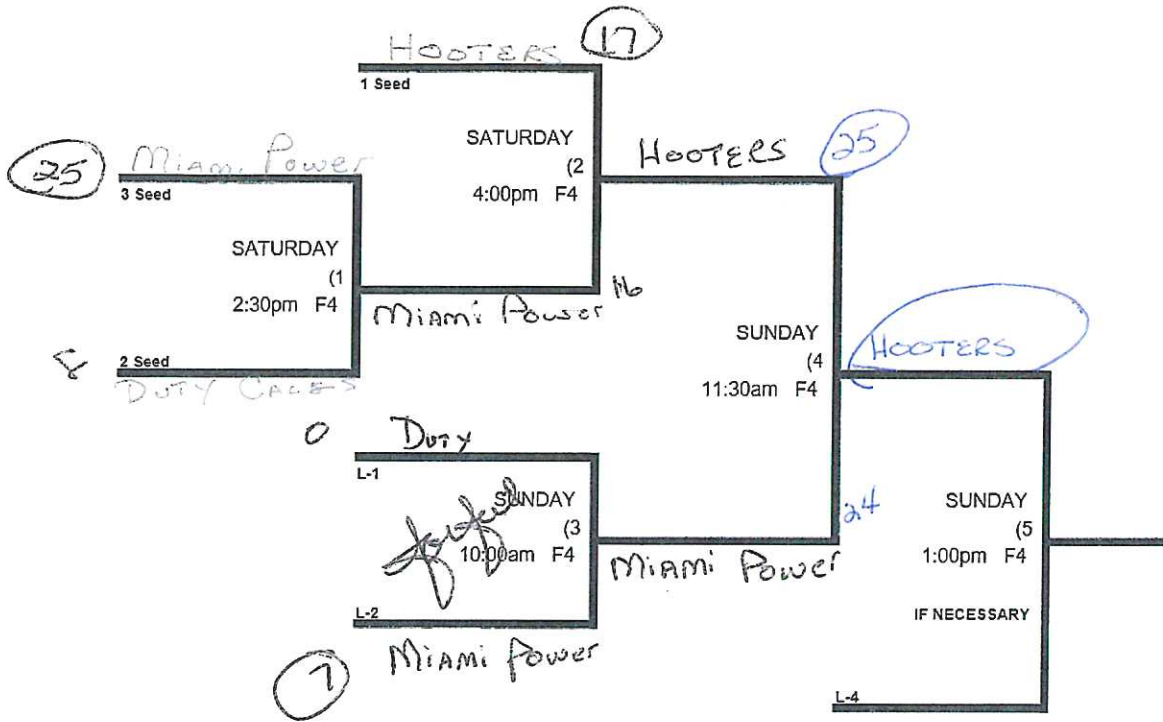 HOOTERS 17
1 Seed
SATURDAY
(2
4:00pm F4
25 Miami Power
3 Seed
HOOTERS 25
SATURDAY
(1
2:30pm F4
Miami Power 16
SUNDAY
(4
11:30am F4
HOOTERS
8 2 Seed
DUTY CALLS
0 DUTY
L-1
SUNDAY
(3
10:00am F4
forfeit
Miami Power 24
SUNDAY
(5
1:00pm F4
IF NECESSARY
L-2
7 Miami Power
L-4